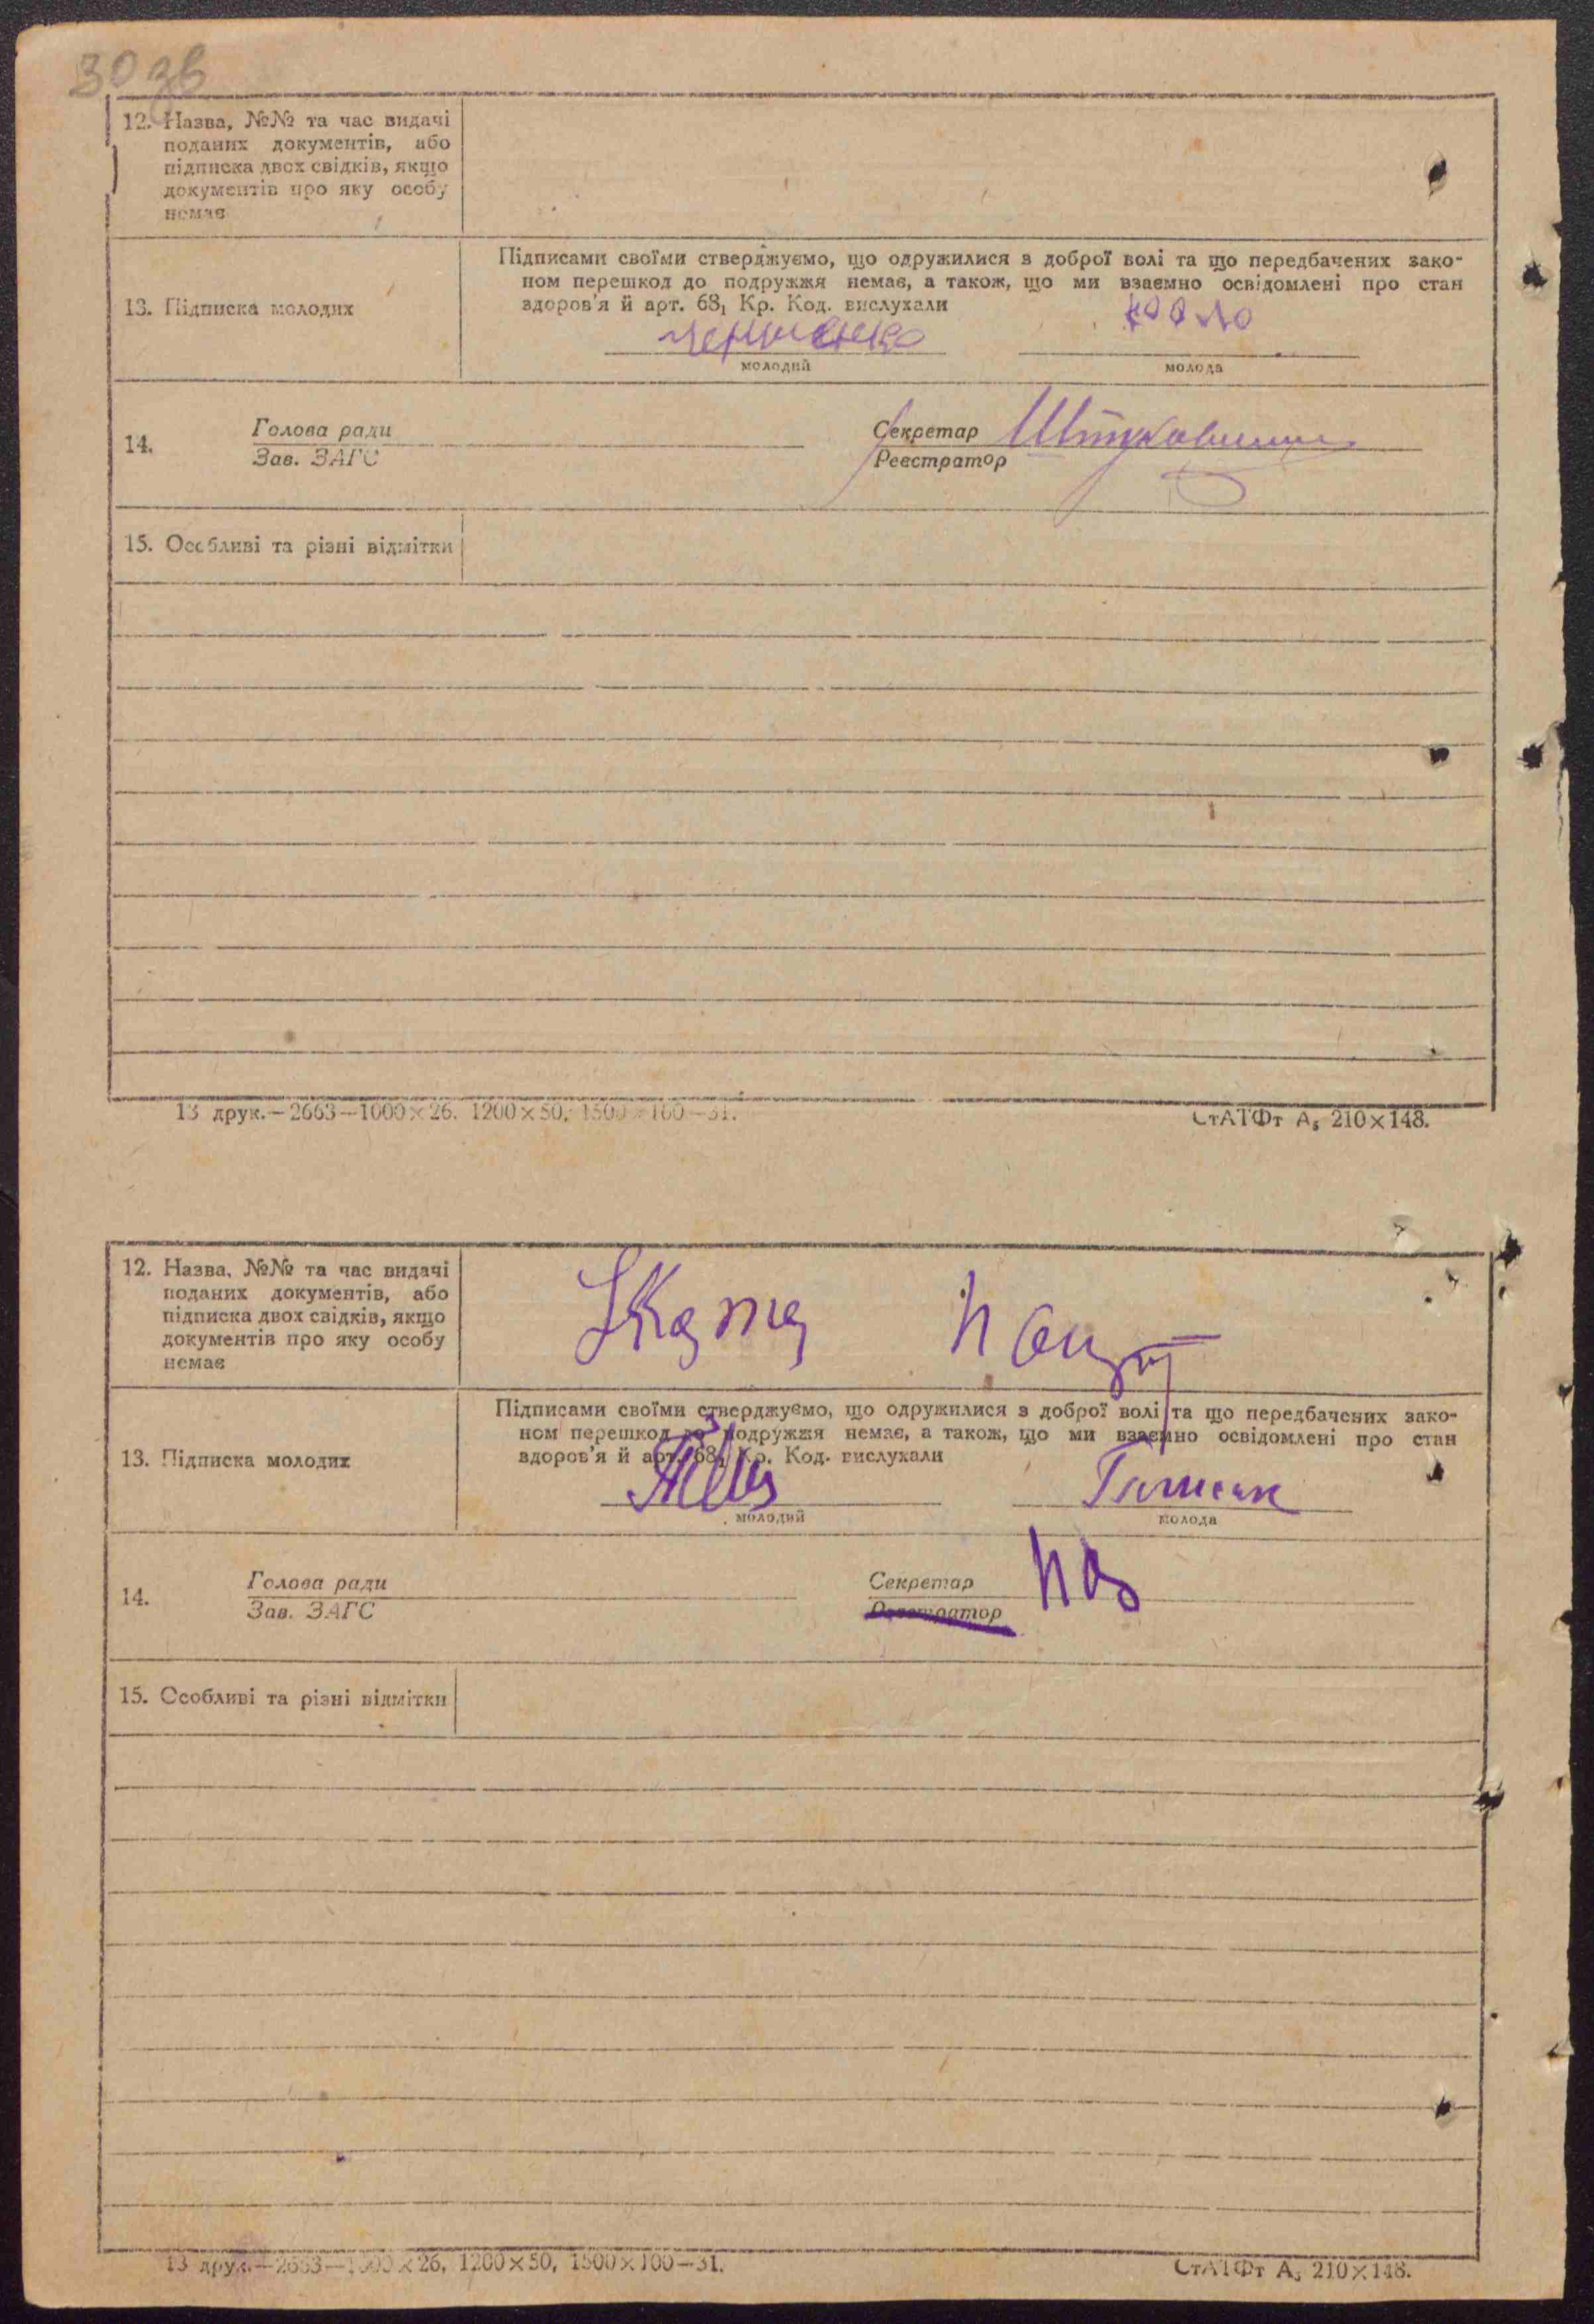 30 зв
12. Назва, №№ та час видачі
поданих документів, або
підписка двох свідків, якщо
документів про яку особу
немає
13. Підписка молодих
Підписами своїми стверджуємо, що одружилися з доброї волі та що передбачених зако-
ном перешкод до подружжя немає, а також, що ми взаємно освідомлені про стан
здоров'я й арт. 68, Кр. Код. вислухали
молодий
молода
14.
Голова ради
Зав. ЗАГС
Секретар
Реєстратор
15. Особливі та різні відмітки
13 друк.—2663—1000×26. 1200×50, 1500×100—31.
СтАТФт А₅ 210×148.
12. Назва, №№ та час видачі
поданих документів, або
підписка двох свідків, якщо
документів про яку особу
немає
13. Підписка молодих
Підписами своїми стверджуємо, що одружилися з доброї волі та що передбачених зако-
ном перешкод до подружжя немає, а також, що ми взаємно освідомлені про стан
здоров'я й арт. 68, Кр. Код. вислухали
молодий
молода
14.
Голова ради
Зав. ЗАГС
Секретар
Реєстратор
15. Особливі та різні відмітки
13 друк.—2663—1000×26, 1200×50, 1500×100—31.
СтАТФт А₅ 210×148.